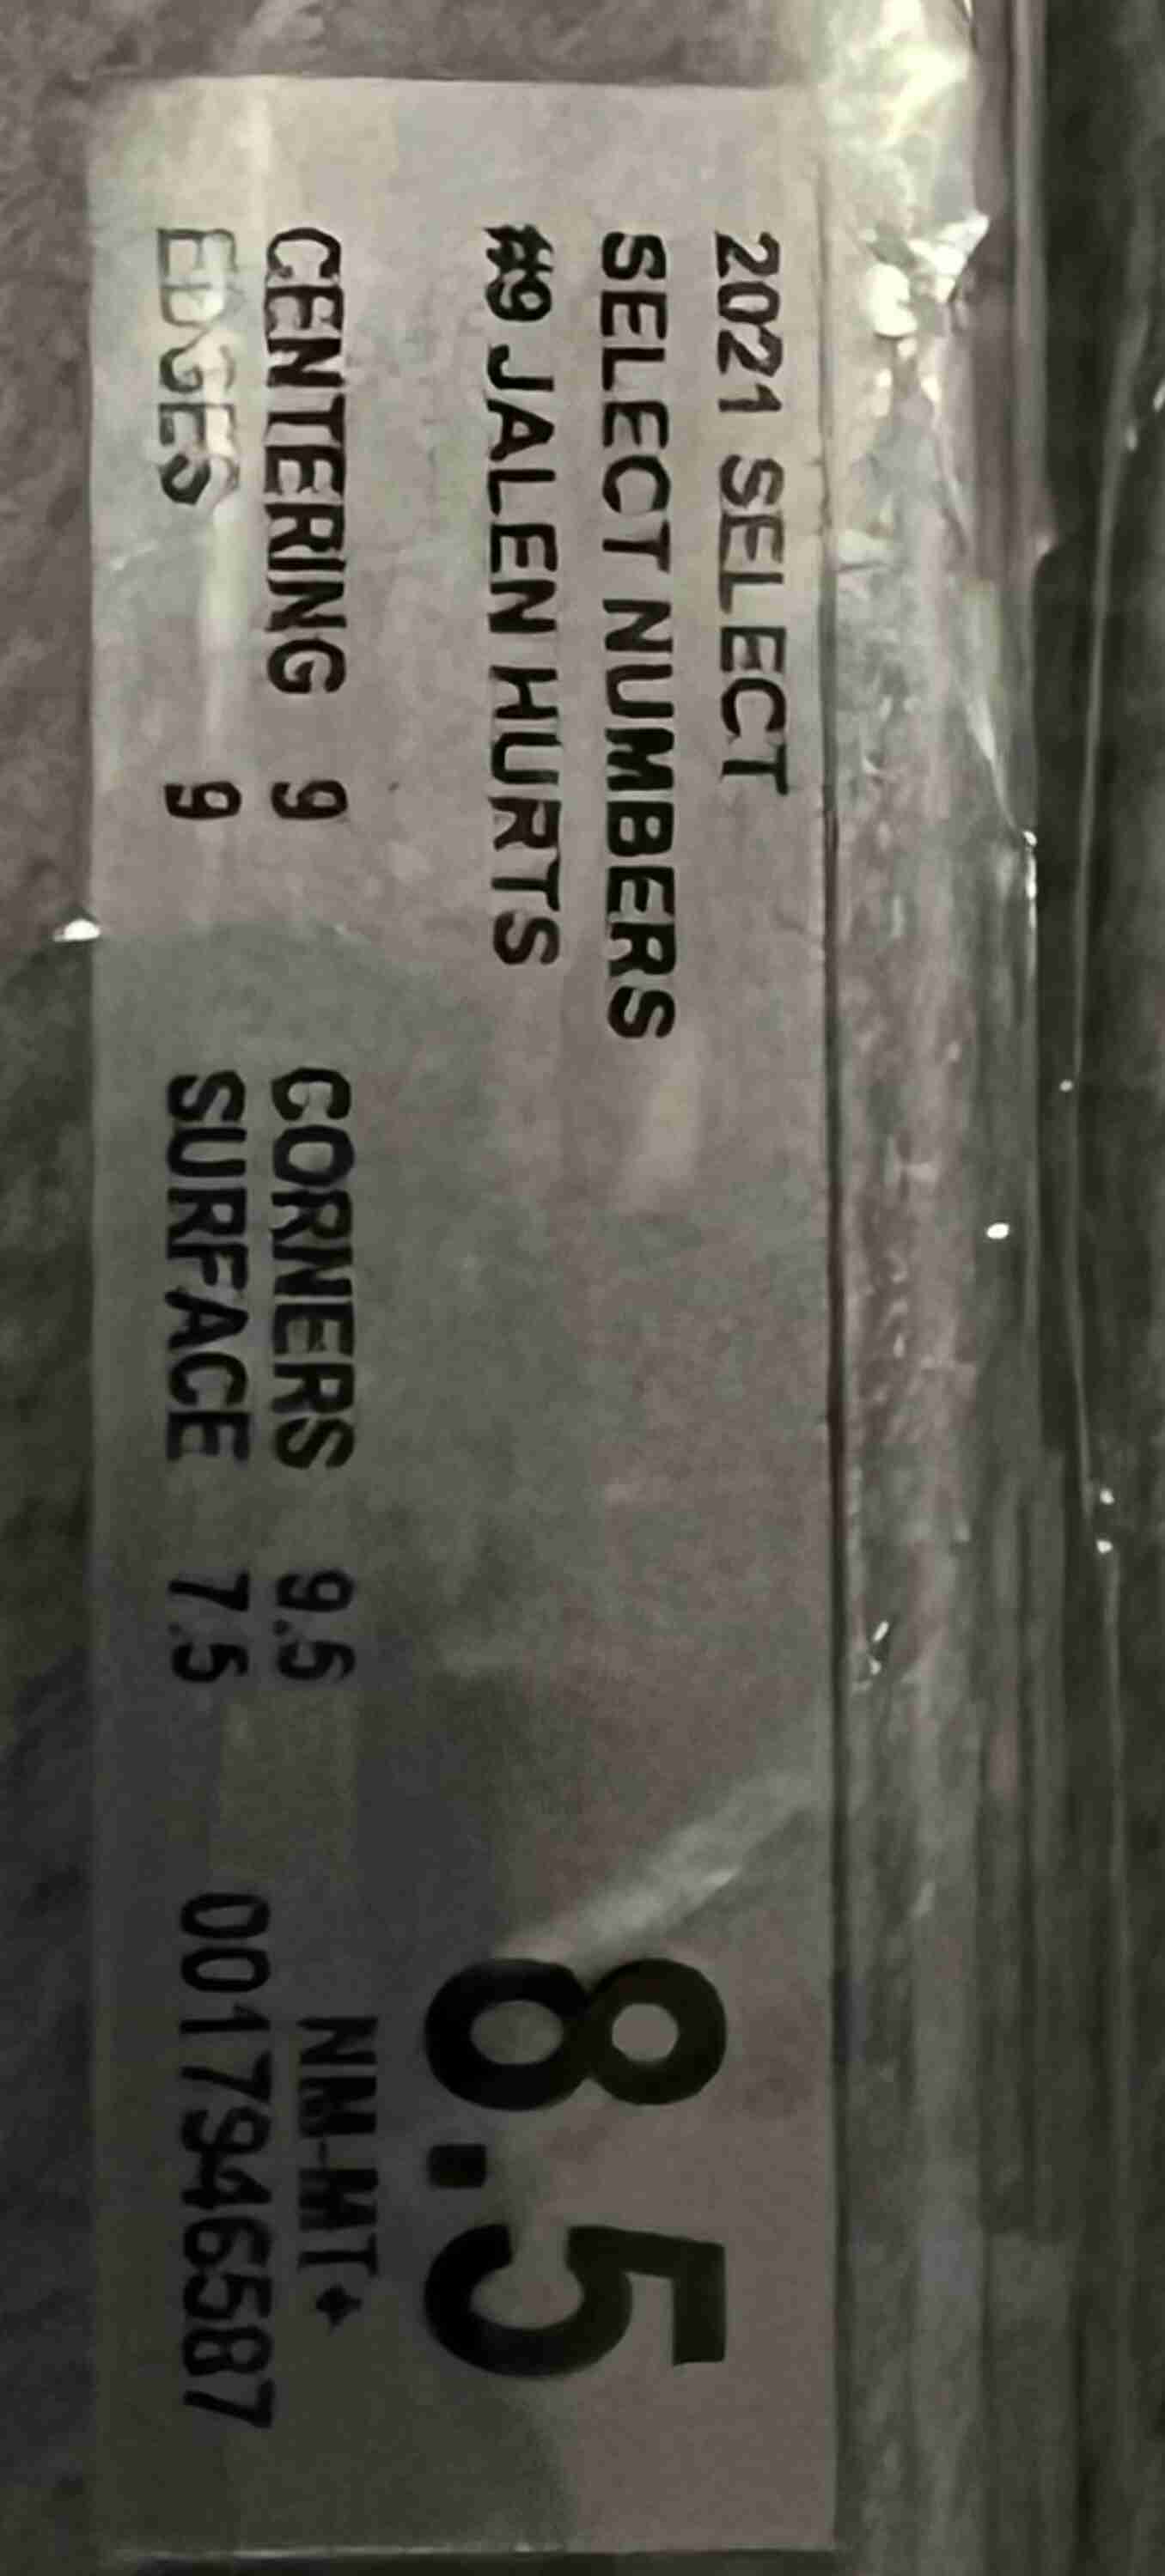 2021 SELECT
SELECT NUMBERS
#9 JALEN HURTS
8.5
NM-MT+
CENTERING 9 CORNERS 9.5
EDGES 9 SURFACE 7.5
0017946587